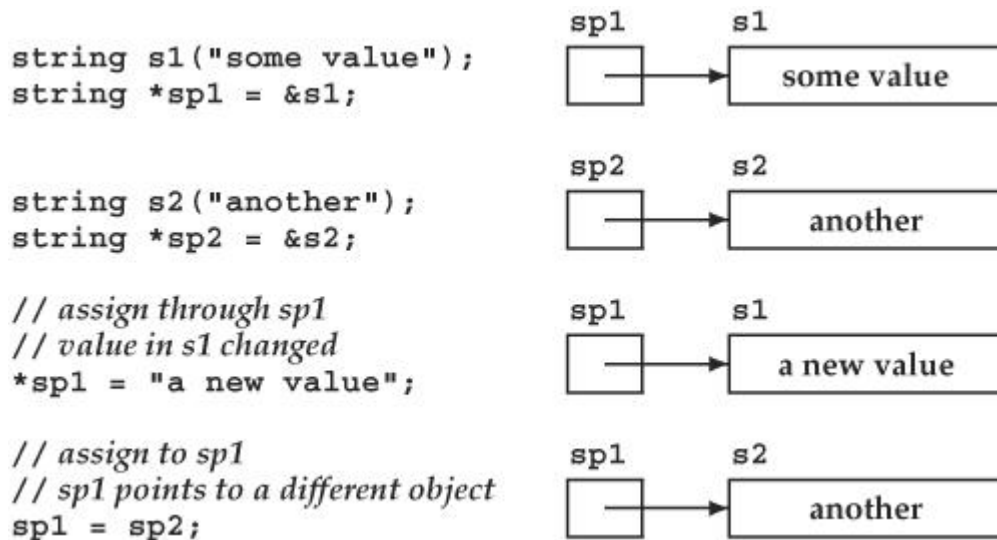 sp1 s1
string s1("some value");
string *sp1 = &s1;
some value
sp2 s2
string s2("another");
string *sp2 = &s2;
another
// assign through sp1
// value in s1 changed
*sp1 = "a new value";
sp1 s1
a new value
// assign to sp1
// sp1 points to a different object
sp1 = sp2;
sp1 s2
another